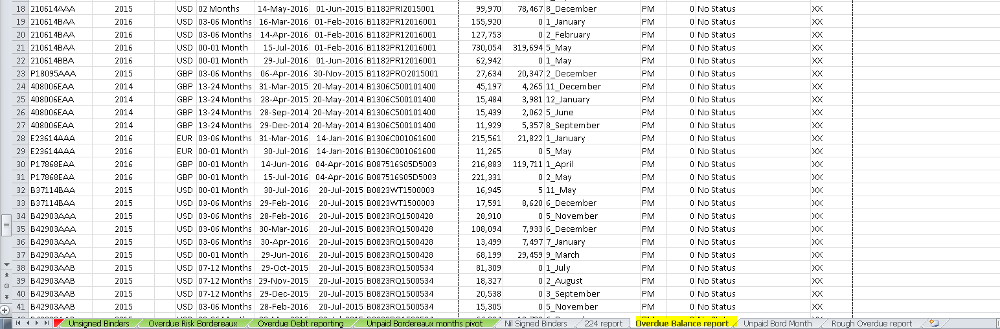 18 210614AAA 2015 USD 02 Months 14-May-2016 01-Jun-2015 B1182PRI2015001 99,970 78,467 8_December PM 0 No Status XX
19 210614BAA 2016 USD 03-06 Months 16-Mar-2016 01-Feb-2016 B1182PR12016001 155,920 0 1_January PM 0 No Status XX
20 210614BAA 2016 USD 03-06 Months 14-Apr-2016 01-Feb-2016 B1182PR12016001 127,753 0 2_February PM 0 No Status XX
21 210614BAA 2016 USD 00-01 Month 15-Jul-2016 01-Feb-2016 B1182PR12016001 730,054 319,694 5_May PM 0 No Status XX
22 210614BBA 2016 USD 00-01 Month 29-Jul-2016 01-Jun-2016 B1182PR12016001 62,942 0 1_May PM 0 No Status XX
23 P18095AAA 2015 GBP 03-06 Months 06-Apr-2016 30-Nov-2015 B1182PRO2015001 27,634 20,347 2_December PM 0 No Status XX
24 408006EAA 2014 GBP 13-24 Months 31-Mar-2015 20-May-2014 B1306C500101400 45,197 4,265 11_December PM 0 No Status XX
25 408006EAA 2014 GBP 13-24 Months 28-Apr-2015 20-May-2014 B1306C500101400 15,484 3,981 12_January PM 0 No Status XX
26 408006EAA 2014 GBP 13-24 Months 28-Sep-2014 20-May-2014 B1306C500101400 15,439 2,062 5_June PM 0 No Status XX
27 408006EAA 2014 GBP 13-24 Months 29-Dec-2014 20-May-2014 B1306C500101400 11,929 5,357 8_September PM 0 No Status XX
28 E23614AAA 2016 EUR 03-06 Months 31-Mar-2016 14-Jan-2016 B1306C001061600 215,561 21,822 1_January PM 0 No Status XX
29 E23614AAA 2016 EUR 00-01 Month 30-Jul-2016 14-Jan-2016 B1306C001061600 11,265 0 5_May PM 0 No Status XX
30 P17868EAA 2016 GBP 00-01 Month 14-Jun-2016 04-Apr-2016 B087516S05D5003 216,883 119,711 1_April PM 0 No Status XX
31 P17868EAA 2016 GBP 00-01 Month 15-Jul-2016 04-Apr-2016 B087516S05D5003 221,331 0 2_May PM 0 No Status XX
32 B37114BAA 2015 USD 00-01 Month 30-Jul-2016 20-Jul-2015 B0823WT1500003 16,945 5 11_May PM 0 No Status XX
33 B37114BAA 2015 USD 03-06 Months 29-Feb-2016 20-Jul-2015 B0823WT1500003 17,591 8,620 6_December PM 0 No Status XX
34 B42903AAA 2015 USD 03-06 Months 28-Feb-2016 20-Jul-2015 B0823RQ1500428 28,910 0 5_November PM 0 No Status XX
35 B42903AAA 2015 USD 03-06 Months 30-Mar-2016 20-Jul-2015 B0823RQ1500428 108,094 7,933 6_December PM 0 No Status XX
36 B42903AAA 2015 USD 03-06 Months 30-Apr-2016 20-Jul-2015 B0823RQ1500428 13,499 7,497 7_January PM 0 No Status XX
37 B42903AAA 2015 USD 00-01 Month 29-Jun-2016 20-Jul-2015 B0823RQ1500428 68,199 29,459 9_March PM 0 No Status XX
38 B42903AAB 2015 USD 07-12 Months 29-Oct-2015 20-Jul-2015 B0823RQ1500534 81,309 0 1_July PM 0 No Status XX
39 B42903AAB 2015 USD 07-12 Months 29-Nov-2015 20-Jul-2015 B0823RQ1500534 18,327 0 2_August PM 0 No Status XX
40 B42903AAB 2015 USD 07-12 Months 29-Dec-2015 20-Jul-2015 B0823RQ1500534 20,538 0 3_September PM 0 No Status XX
41 B42903AAB 2015 USD 03-06 Months 28-Feb-2016 20-Jul-2015 B0823RQ1500534 15,305 0 5_November PM 0 No Status XX
Unsigned Binders Overdue Risk Bordereaux Overdue Debt reporting Unpaid Bordereaux months pivot Nil Signed Binders 224 report Overdue Balance report Unpaid Bord Month Rough Overdue report